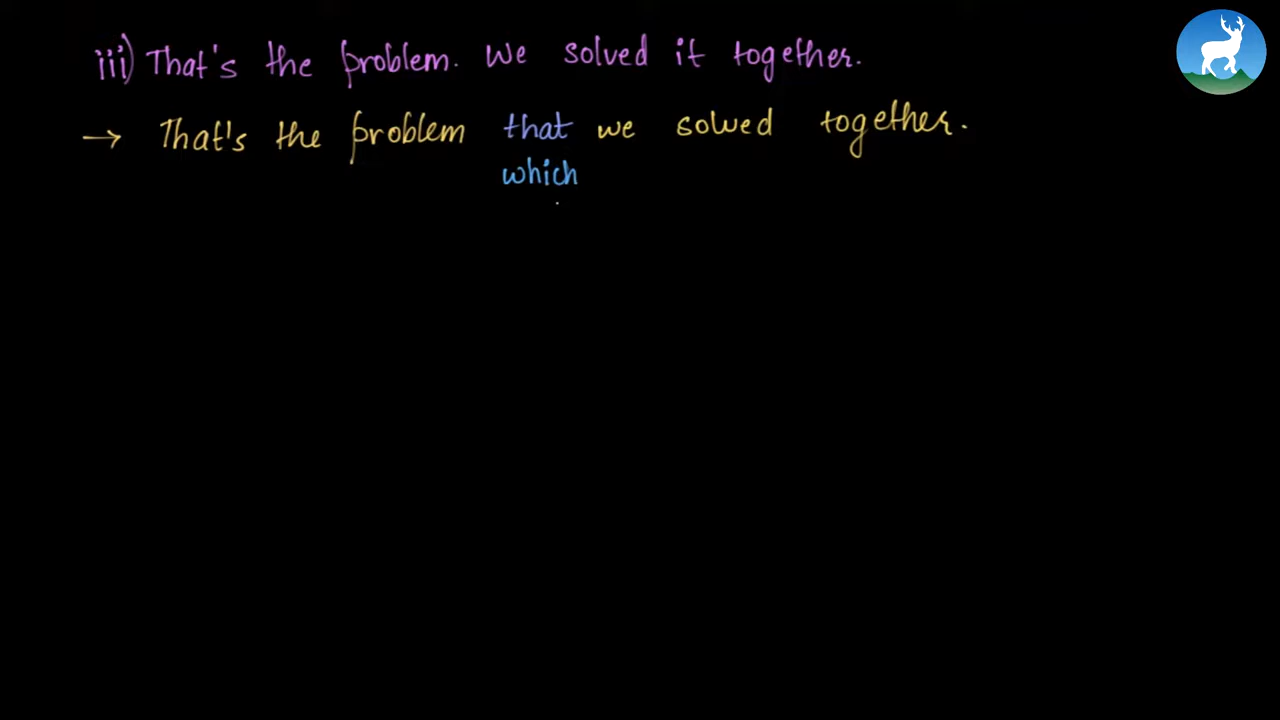 iii) That's the problem. We solved it together.
→ That's the problem that we solved together.
which